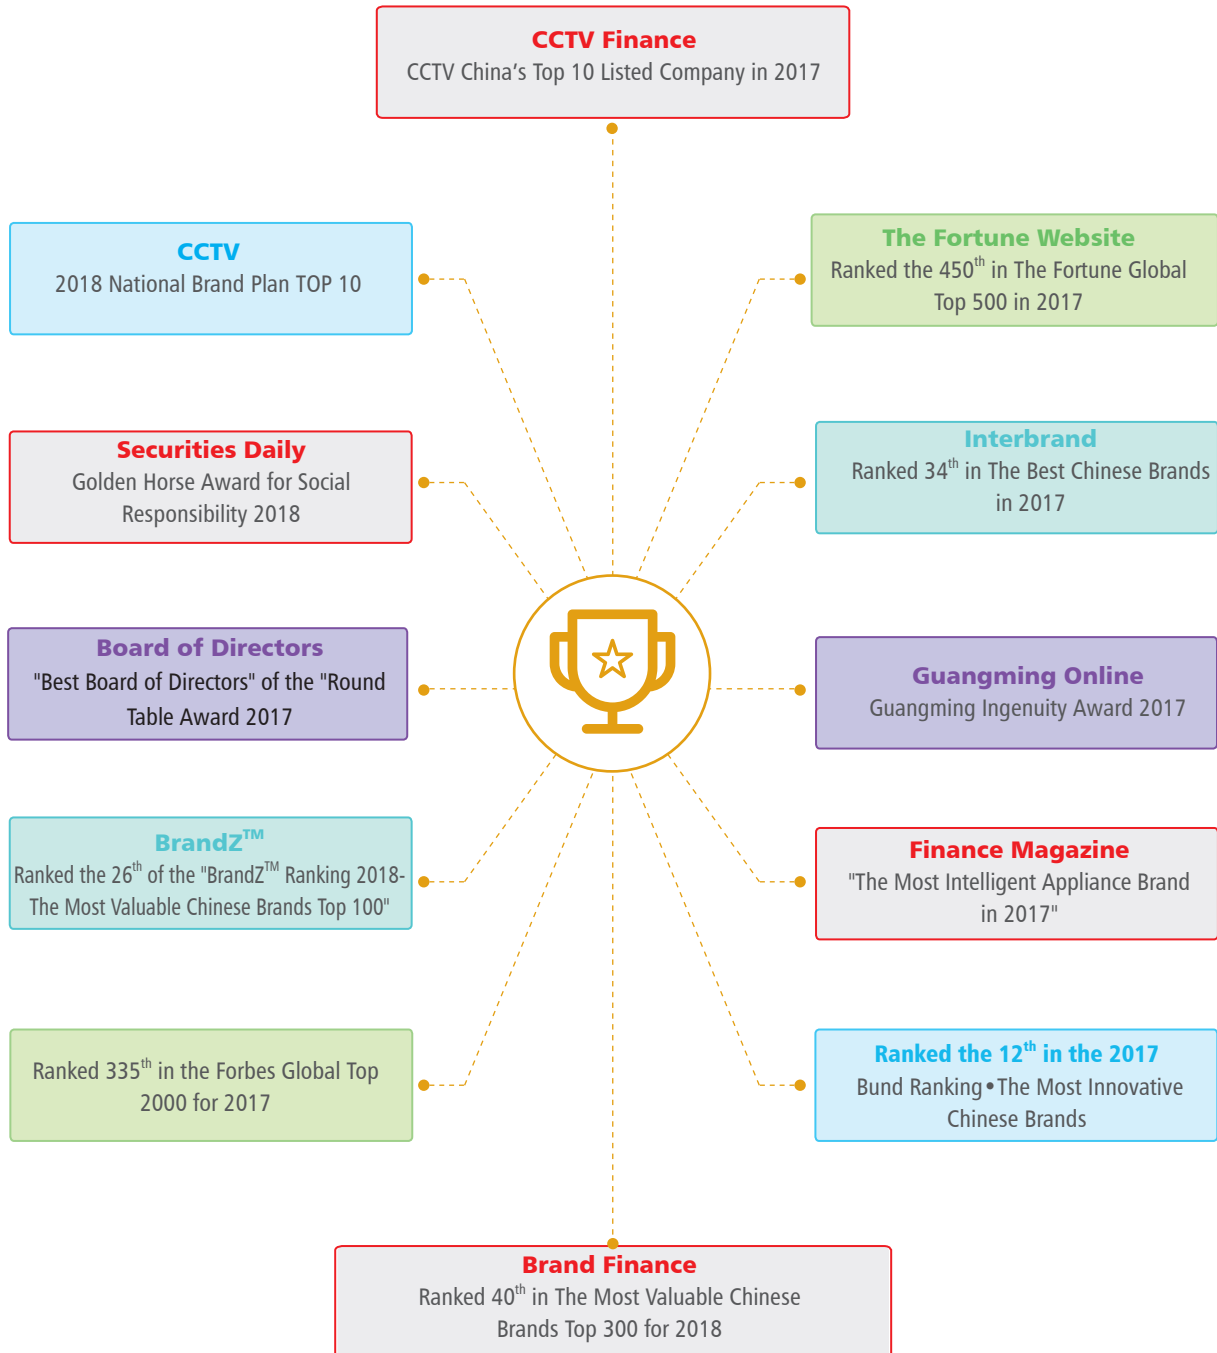 CCTV Finance
CCTV China’s Top 10 Listed Company in 2017
CCTV
2018 National Brand Plan TOP 10
The Fortune Website
Ranked the 450th in The Fortune Global
Top 500 in 2017
Securities Daily
Golden Horse Award for Social
Responsibility 2018
Interbrand
Ranked 34th in The Best Chinese Brands
in 2017
Board of Directors
"Best Board of Directors" of the "Round
Table Award 2017
Guangming Online
Guangming Ingenuity Award 2017
BrandZTM
Ranked the 26th of the "BrandZTM Ranking 2018-
The Most Valuable Chinese Brands Top 100"
Finance Magazine
"The Most Intelligent Appliance Brand
in 2017"
Ranked 335th in the Forbes Global Top
2000 for 2017
Ranked the 12th in the 2017
Bund Ranking•The Most Innovative
Chinese Brands
Brand Finance
Ranked 40th in The Most Valuable Chinese
Brands Top 300 for 2018